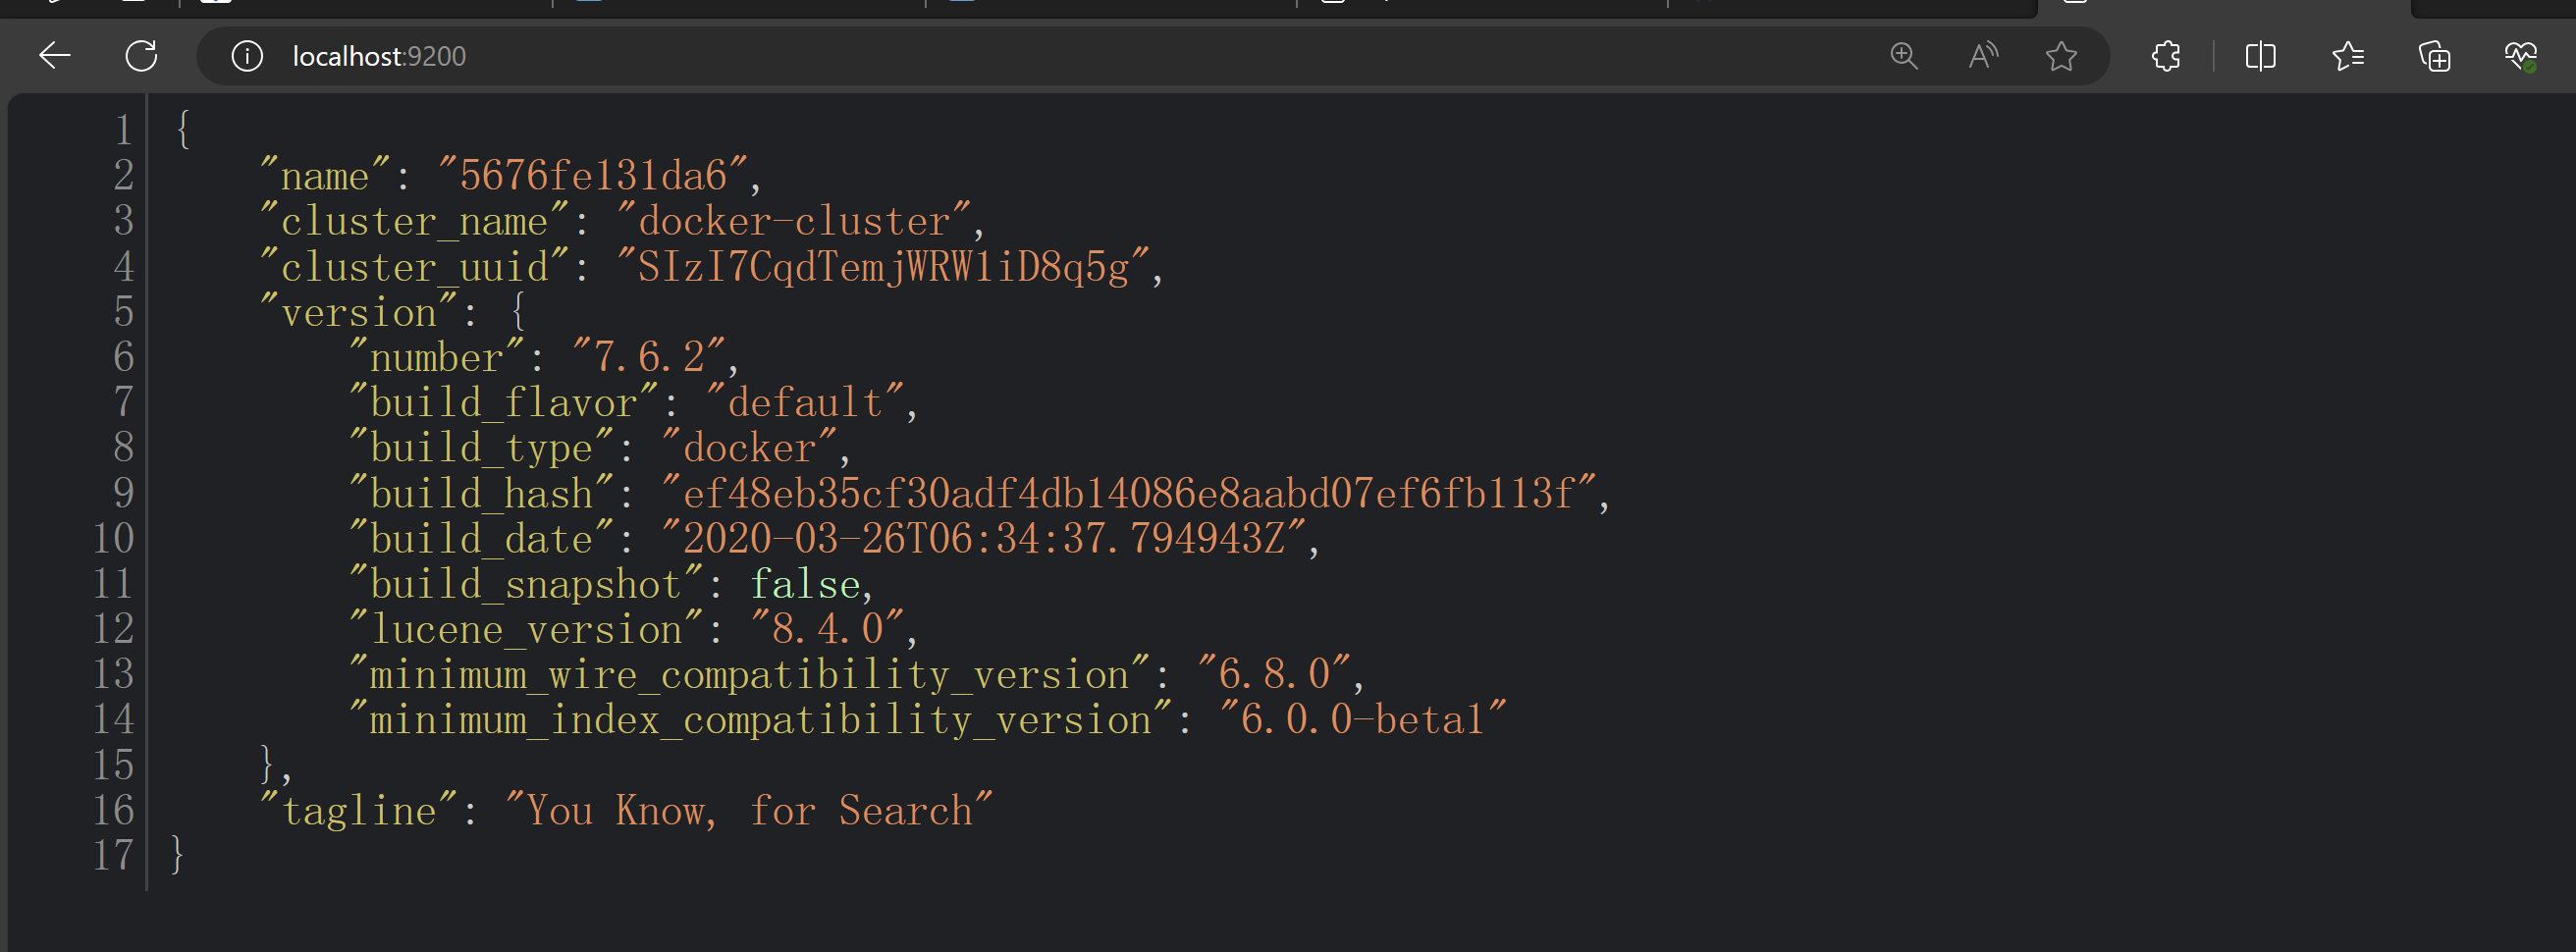 localhost:9200
1 {
2 "name": "5676fe131da6",
3 "cluster_name": "docker-cluster",
4 "cluster_uuid": "SIzI7CqdTemjWRW1iD8q5g",
5 "version": {
6 "number": "7.6.2",
7 "build_flavor": "default",
8 "build_type": "docker",
9 "build_hash": "ef48eb35cf30adf4db14086e8aabd07ef6fb113f",
10 "build_date": "2020-03-26T06:34:37.794943Z",
11 "build_snapshot": false,
12 "lucene_version": "8.4.0",
13 "minimum_wire_compatibility_version": "6.8.0",
14 "minimum_index_compatibility_version": "6.0.0-beta1"
15 },
16 "tagline": "You Know, for Search"
17 }